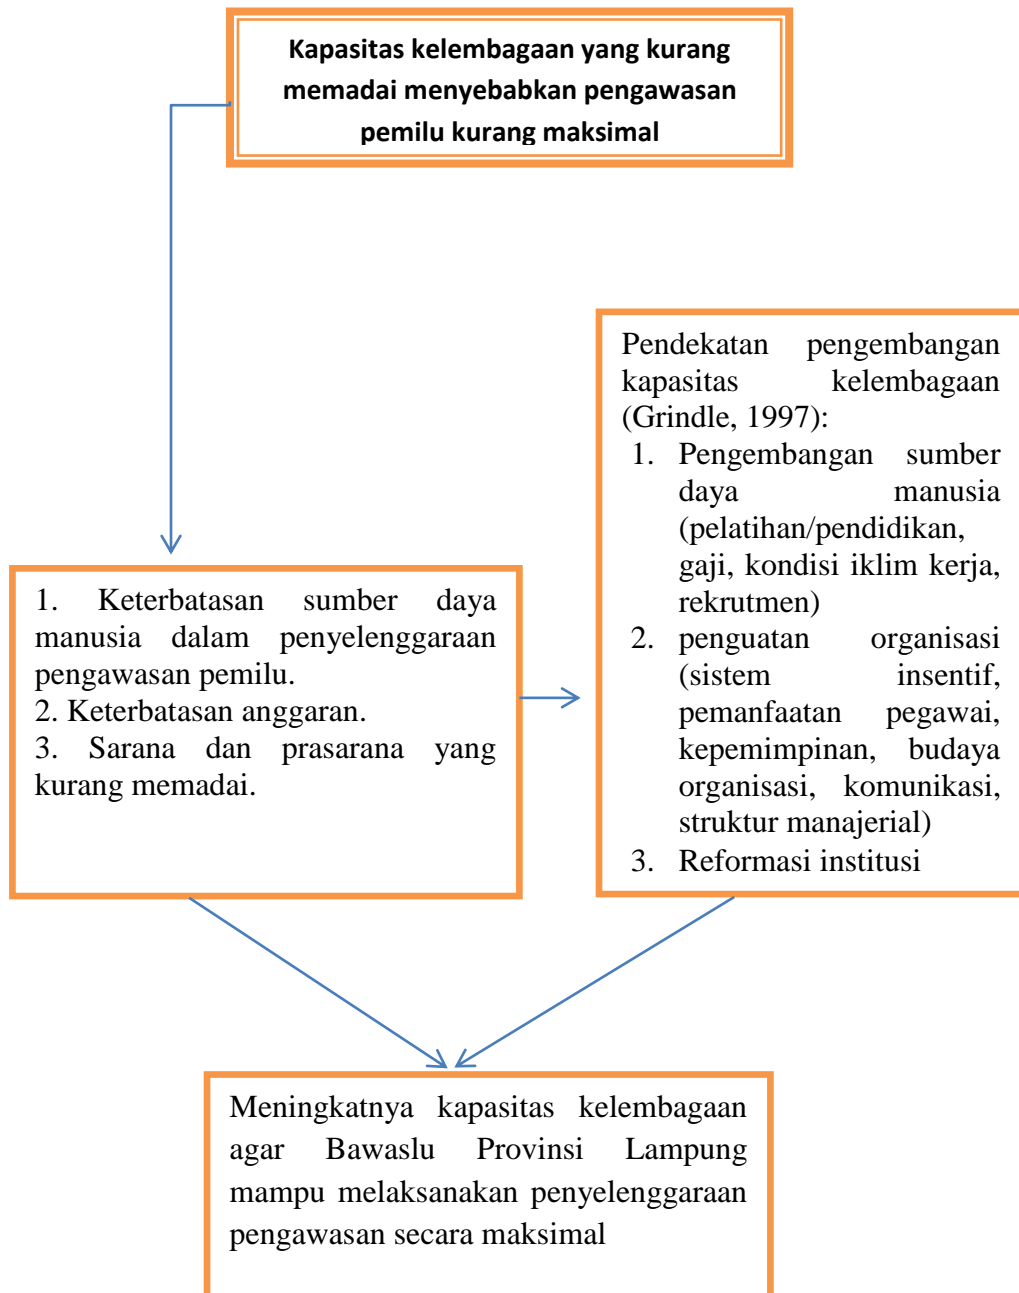 Kapasitas kelembagaan yang kurang
memadai menyebabkan pengawasan
pemilu kurang maksimal
Pendekatan pengembangan
kapasitas kelembagaan
(Grindle, 1997):
1. Pengembangan sumber
daya manusia
(pelatihan/pendidikan,
gaji, kondisi iklim kerja,
rekrutmen)
2. penguatan organisasi
(sistem insentif,
pemanfaatan pegawai,
kepemimpinan, budaya
organisasi, komunikasi,
struktur manajerial)
3. Reformasi institusi
1. Keterbatasan sumber daya
manusia dalam penyelenggaraan
pengawasan pemilu.
2. Keterbatasan anggaran.
3. Sarana dan prasarana yang
kurang memadai.
Meningkatnya kapasitas kelembagaan
agar Bawaslu Provinsi Lampung
mampu melaksanakan penyelenggaraan
pengawasan secara maksimal